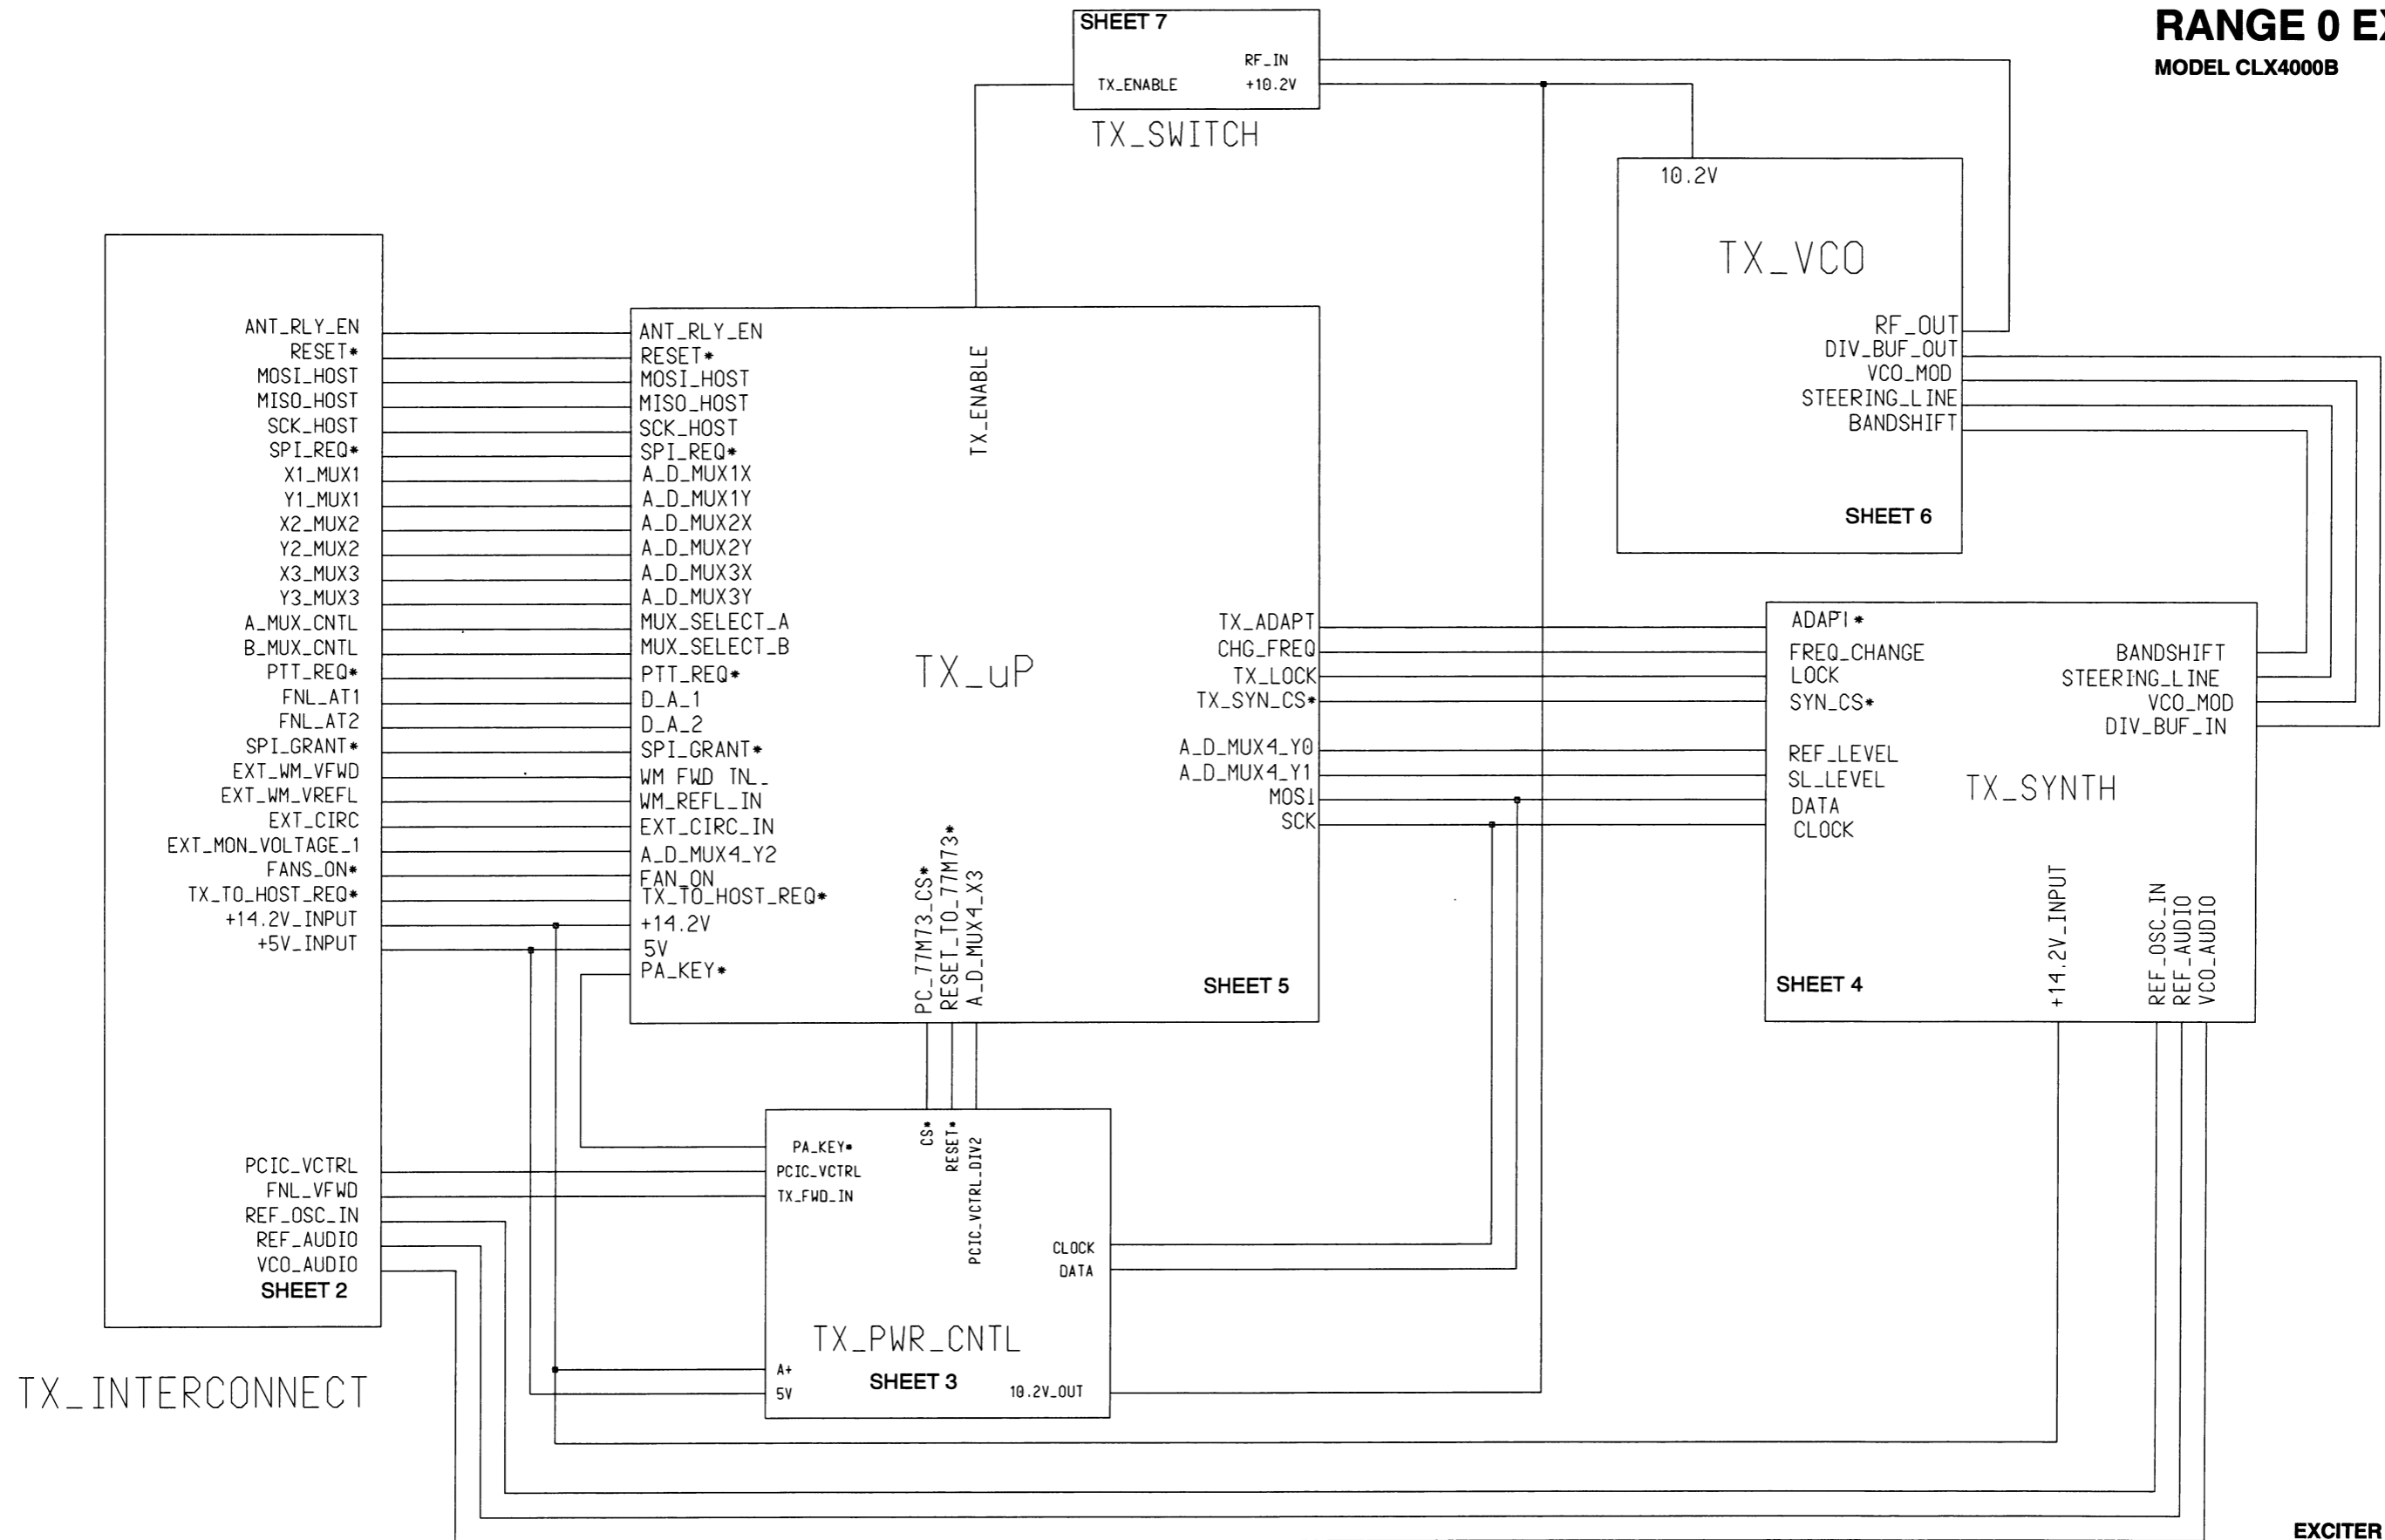 RANGE 0 EX
MODEL CLX4000B
SHEET 7
RF_IN
TX_ENABLE
+10.2V
TX_SWITCH
10.2V
TX_VCO
RF_OUT
DIV_BUF_OUT
VCO_MOD
STEERING_LINE
BANDSHIFT
SHEET 6
ANT_RLY_EN
RESET*
MOSI_HOST
MISO_HOST
SCK_HOST
SPI_REQ*
X1_MUX1
Y1_MUX1
X2_MUX2
Y2_MUX2
X3_MUX3
Y3_MUX3
A_MUX_CNTL
B_MUX_CNTL
PTT_REQ*
FNL_AT1
FNL_AT2
SPI_GRANT*
EXT_WM_VFWD
EXT_WM_VREFL
EXT_CIRC
EXT_MON_VOLTAGE_1
FANS_ON*
TX_TO_HOST_REQ*
+14.2V_INPUT
+5V_INPUT
PCIC_VCTRL
FNL_VFWD
REF_OSC_IN
REF_AUDIO
VCO_AUDIO
SHEET 2
TX_INTERCONNECT
ANT_RLY_EN
RESET*
MOSI_HOST
MISO_HOST
SCK_HOST
SPI_REQ*
A_D_MUX1X
A_D_MUX1Y
A_D_MUX2X
A_D_MUX2Y
A_D_MUX3X
A_D_MUX3Y
MUX_SELECT_A
MUX_SELECT_B
PTT_REQ*
D_A_1
D_A_2
SPI_GRANT*
WM FWD IN_-
WM_REFL_IN
EXT_CIRC_IN
A_D_MUX4_Y2
FAN_ON
TX_TO_HOST_REQ*
+14.2V
5V
PA_KEY*
TX_ENABLE
TX_uP
PC_77M73_CS*
RESET_TO_77M73*
A_D_MUX4_X3
TX_ADAPT
CHG_FREQ
TX_LOCK
TX_SYN_CS*
A_D_MUX4_Y0
A_D_MUX4_Y1
MOSI
SCK
SHEET 5
ADAPT*
FREQ_CHANGE
LOCK
SYN_CS*
REF_LEVEL
SL_LEVEL
DATA
CLOCK
BANDSHIFT
STEERING_LINE
VCO_MOD
DIV_BUF_IN
TX_SYNTH
+14.2V_INPUT
REF_OSC_IN
REF_AUDIO
VCO_AUDIO
SHEET 4
PA_KEY*
PCIC_VCTRL
TX_FWD_IN
CS*
RESET*
PCIC_VCTRL_DIV2
CLOCK
DATA
TX_PWR_CNTL
A+
5V
SHEET 3
10.2V_OUT
EXCITER